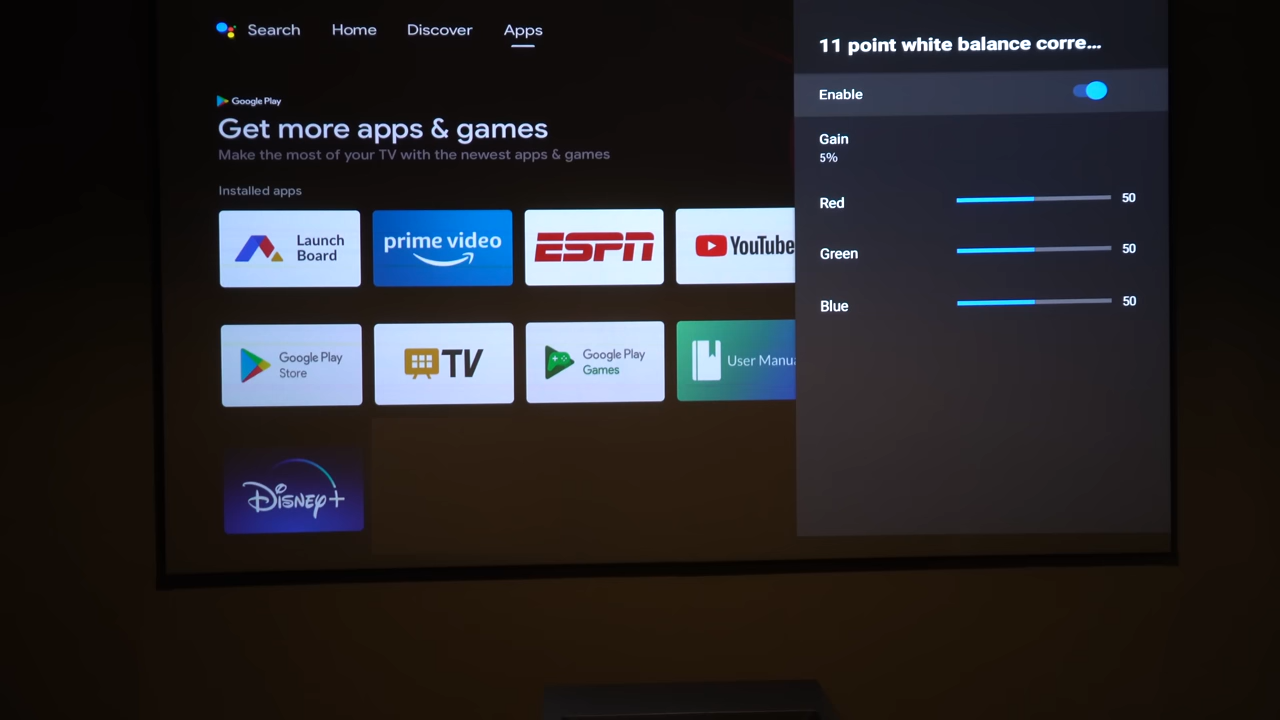 Search Home Discover Apps
Google Play
Get more apps & games
Make the most of your TV with the newest apps & games
Installed apps
Launch
Board
prime video
ESPN
YouTube
Google Play
Store
TV
Google Play
Games
User Manua
Disney+
11 point white balance corre...
Enable
Gain
5%
Red 50
Green 50
Blue 50